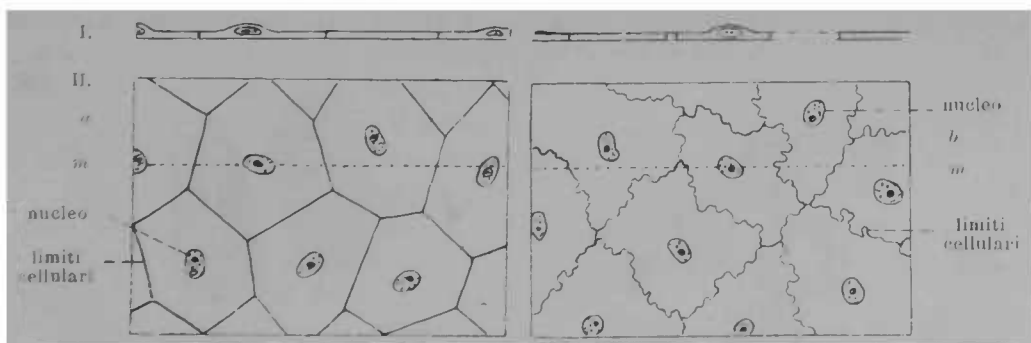 I.
II.
a
m
nucleo
limiti
cellulari
nucleo
b
m
limiti
cellulari